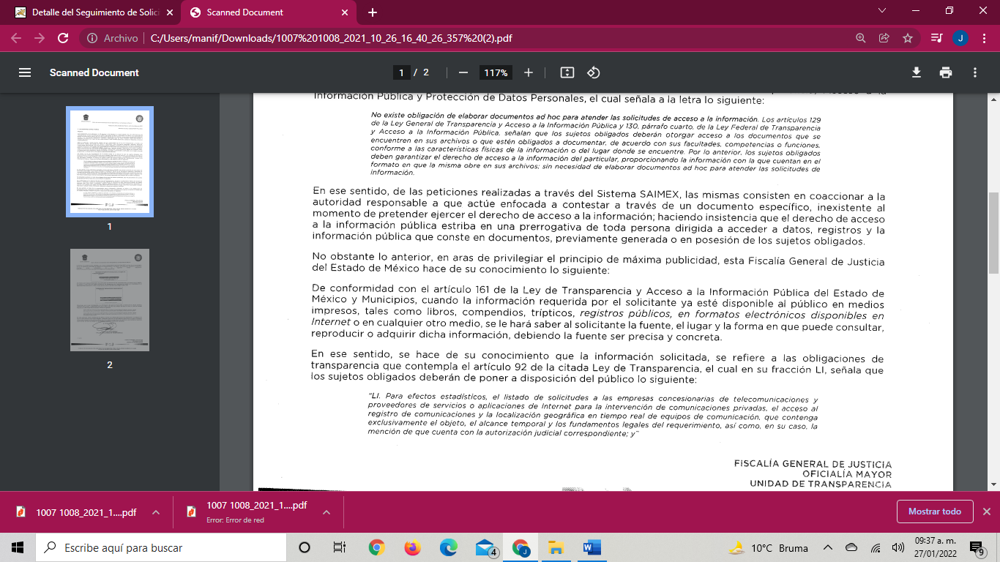 Detalle del Seguimiento de Solici
Scanned Document
Archivo
C:/Users/manif/Downloads/1007%201008_2021_10_26_16_40_26_357%20(2).pdf
J
Scanned Document
1 / 2
117%
Información Pública y Protección de Datos Personales, el cual señala a la letra lo siguiente:
No existe obligación de elaborar documentos ad hoc para atender las solicitudes de acceso a la información. Los artículos 129
de la Ley General de Transparencia y Acceso a la Información Pública y 130, párrafo cuarto, de la Ley Federal de Transparencia
y Acceso a la Información Pública, señalan que los sujetos obligados deberán otorgar acceso a los documentos que se
encuentren en sus archivos o que estén obligados a documentar, de acuerdo con sus facultades, competencias o funciones,
conforme a las características físicas de la información o del lugar donde se encuentre. Por lo anterior, los sujetos obligados
deben garantizar el derecho de acceso a la información del particular, proporcionando la información con la que cuentan en el
formato en que la misma obre en sus archivos; sin necesidad de elaborar documentos ad hoc para atender las solicitudes de
información.
En ese sentido, de las peticiones realizadas a través del Sistema SAIMEX, las mismas consisten en coaccionar a la
autoridad responsable a que actúe enfocada a contestar a través de un documento específico, inexistente al
momento de pretender ejercer el derecho de acceso a la información; haciendo insistencia que el derecho de acceso
a la información pública estriba en una prerrogativa de toda persona dirigida a acceder a datos, registros y la
información pública que conste en documentos, previamente generada o en posesión de los sujetos obligados.
No obstante lo anterior, en aras de privilegiar el principio de máxima publicidad, esta Fiscalía General de Justicia
del Estado de México hace de su conocimiento lo siguiente:
De conformidad con el artículo 161 de la Ley de Transparencia y Acceso a la Información Pública del Estado de
México y Municipios, cuando la información requerida por el solicitante ya esté disponible al público en medios
impresos, tales como libros, compendios, trípticos, registros públicos, en formatos electrónicos disponibles en
Internet o en cualquier otro medio, se le hará saber al solicitante la fuente, el lugar y la forma en que puede consultar,
reproducir o adquirir dicha información, debiendo la fuente ser precisa y concreta.
En ese sentido, se hace de su conocimiento que la información solicitada, se refiere a las obligaciones de
transparencia que contempla el artículo 92 de la citada Ley de Transparencia, el cual en su fracción LI, señala que
los sujetos obligados deberán de poner a disposición del público lo siguiente:
"LI. Para efectos estadísticos, el listado de solicitudes a las empresas concesionarias de telecomunicaciones y
proveedores de servicios o aplicaciones de Internet para la intervención de comunicaciones privadas, el acceso al
registro de comunicaciones y la localización geográfica en tiempo real de equipos de comunicación, que contenga
exclusivamente el objeto, el alcance temporal y los fundamentos legales del requerimiento, así como, en su caso, la
mención de que cuenta con la autorización judicial correspondiente; y"
FISCALÍA GENERAL DE JUSTICIA
OFICIALÍA MAYOR
UNIDAD DE TRANSPARENCIA
1
2
1007 1008_2021_1....pdf
1007 1008_2021_1....pdf
Error: Error de red
Mostrar todo
Escribe aquí para buscar
4
J
10°C Bruma
09:37 a. m.
27/01/2022
9